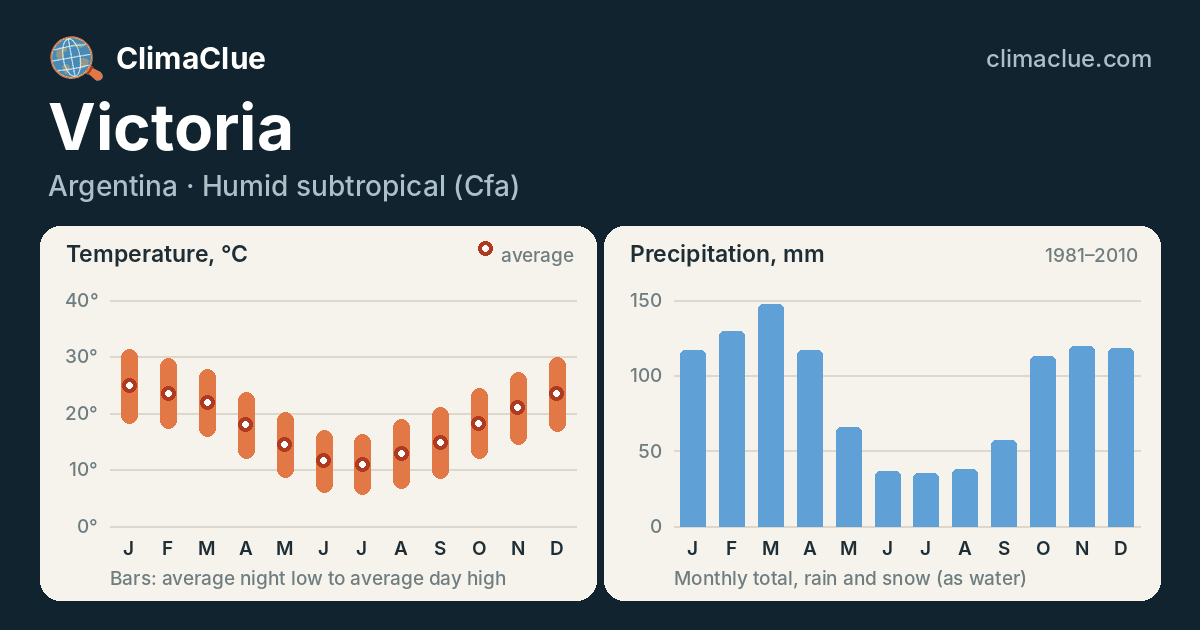 ClimaClue
climaclue.com
Victoria
Argentina · Humid subtropical (Cfa)
Temperature, °C
average
40°
30°
20°
10°
0°
J F M A M J J A S O N D
Bars: average night low to average day high
Precipitation, mm
1981–2010
150
100
50
0
J F M A M J J A S O N D
Monthly total, rain and snow (as water)